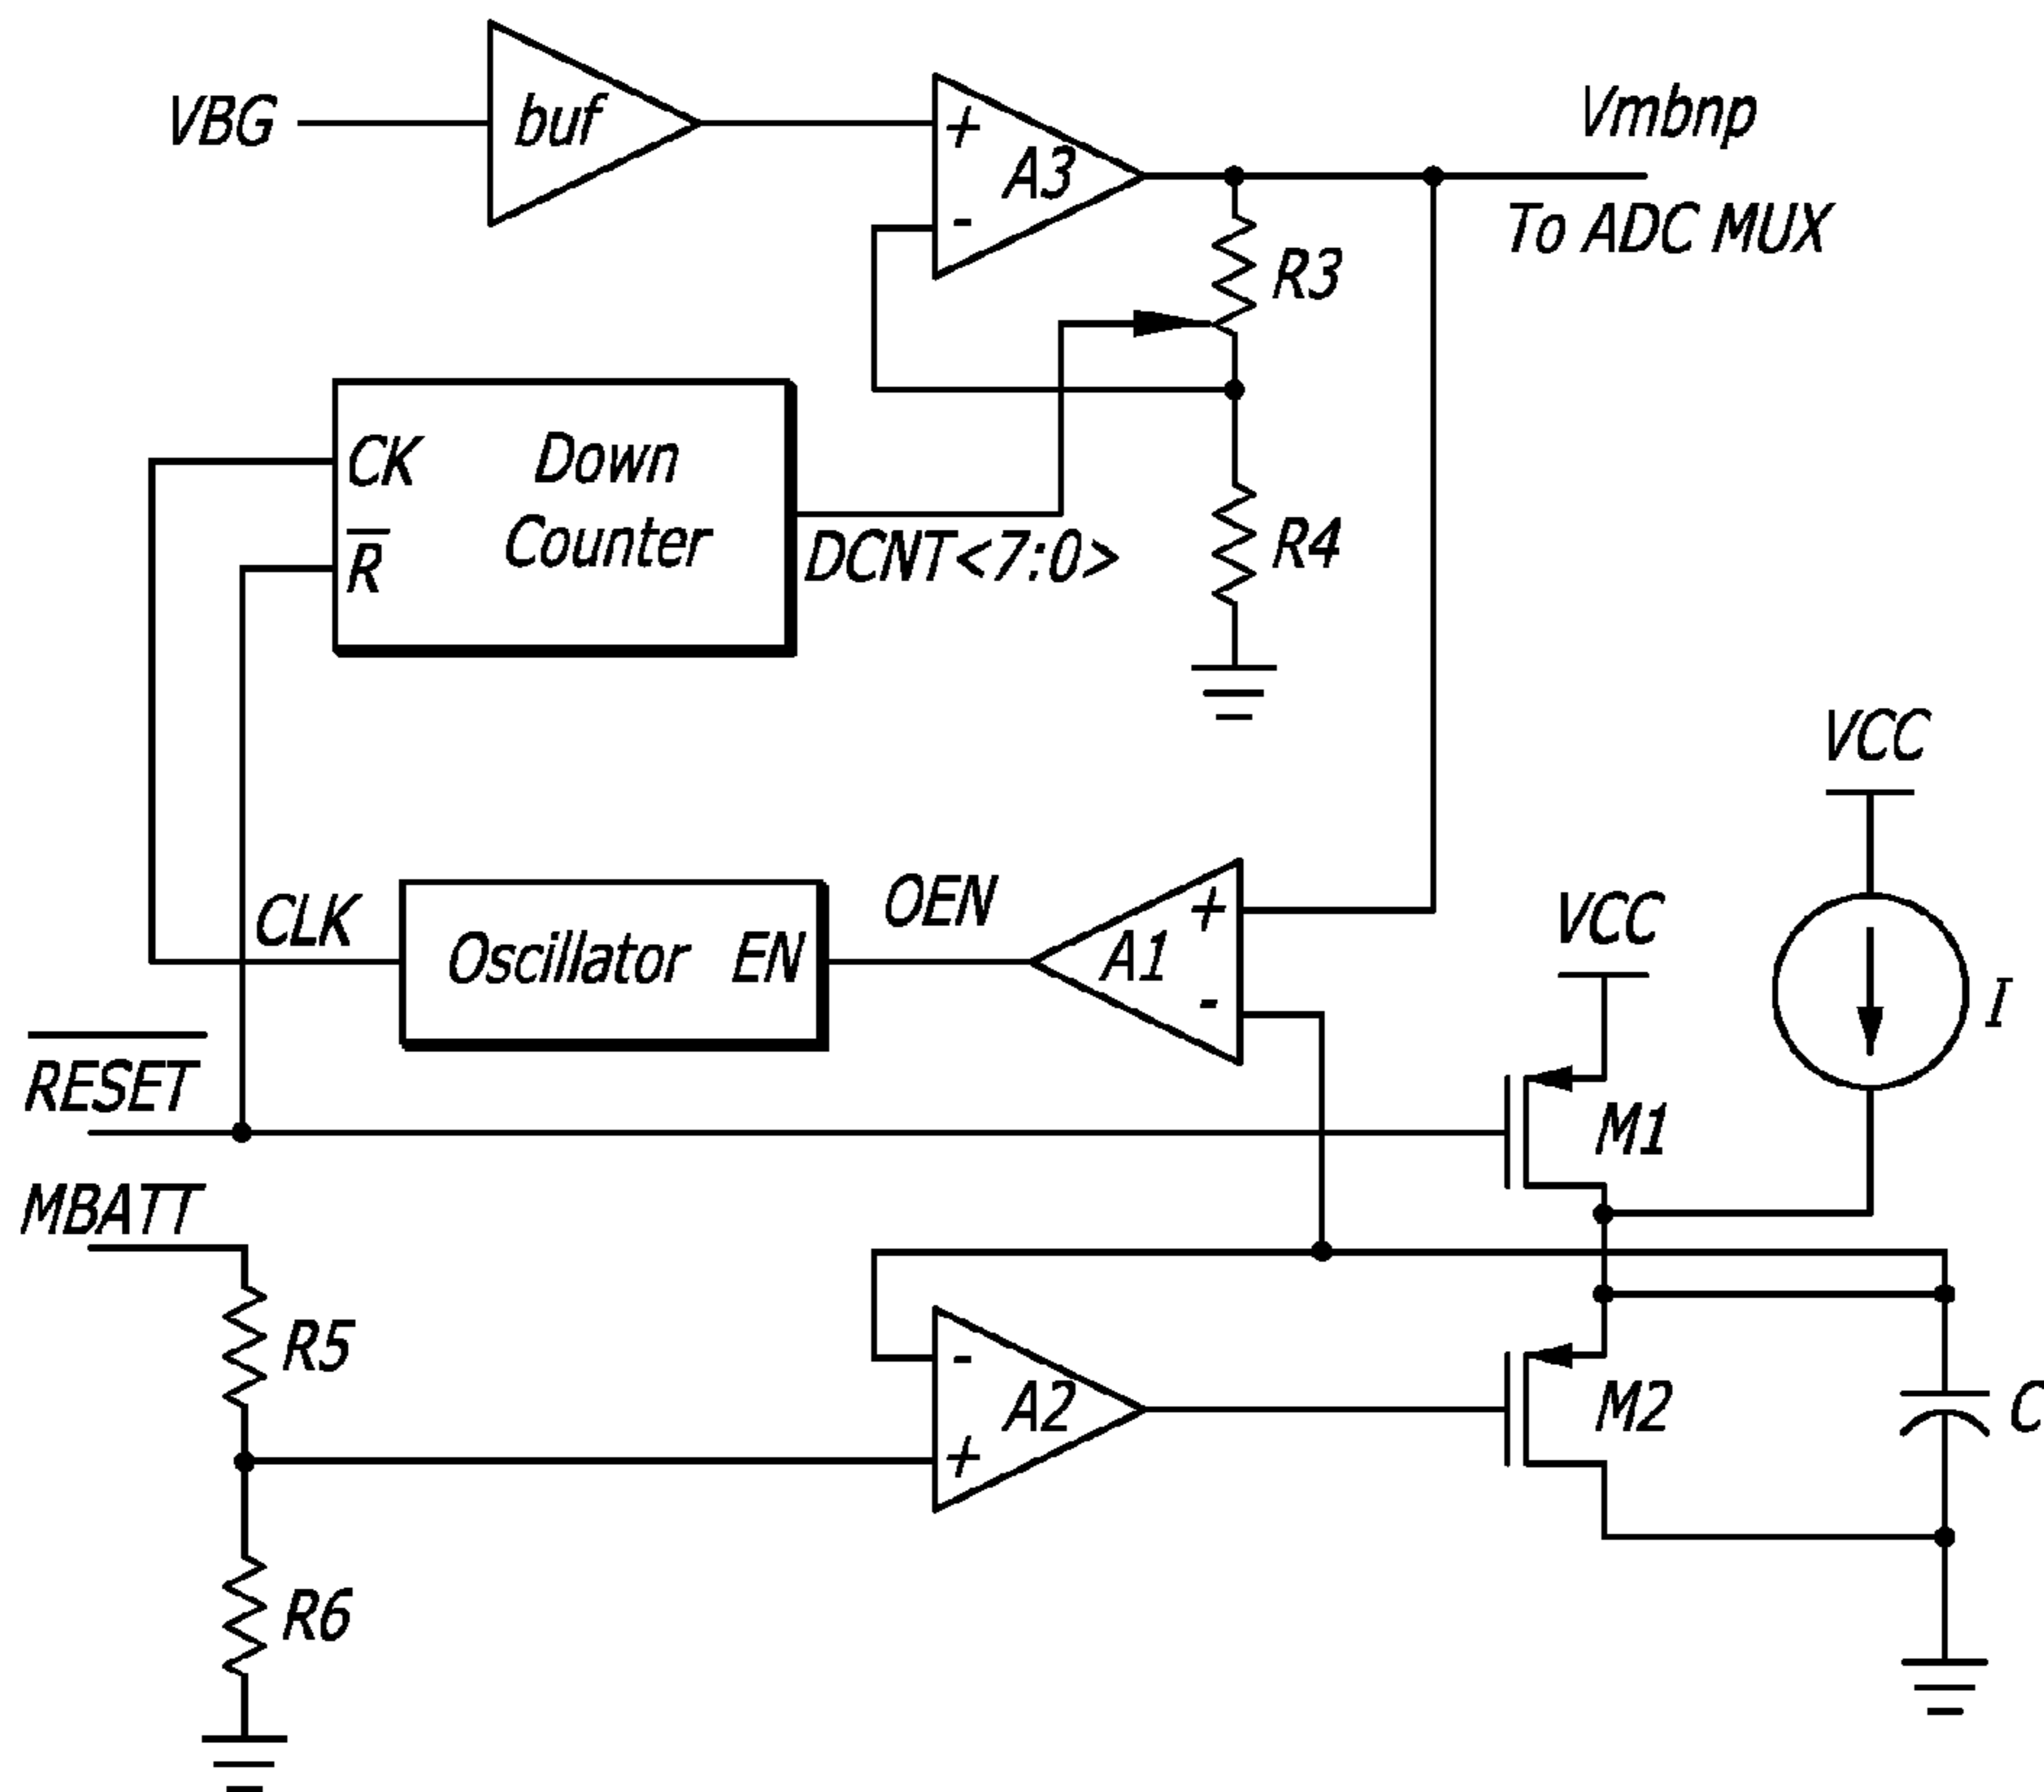 VBG
buf
+
A3
-
Vmbnp
To ADC MUX
R3
CK
Down
Counter
R
DCNT<7:0>
R4
VCC
VCC
I
CLK
Oscillator EN
OEN
+
A1
-
RESET
M1
MBATT
R5
-
A2
+
M2
C
R6